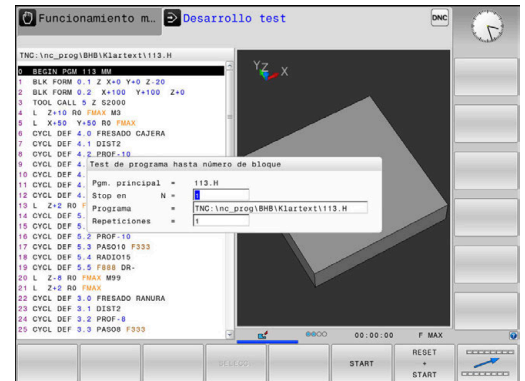 Funcionamiento m...
Desarrollo test
DNC
TNC:\nc_prog\BHB\Klartext\113.H
0 BEGIN PGM 113 MM
1 BLK FORM 0.1 Z X+0 Y+0 Z-20
2 BLK FORM 0.2 X+100 Y+100 Z+0
3 TOOL CALL 5 Z S2000
4 L Z+10 R0 FMAX M3
5 L X+50 Y+50 R0 FMAX
6 CYCL DEF 4.0 FRESADO CAJERA
7 CYCL DEF 4.1 DIST2
8 CYCL DEF 4.2 PROF-10
9 CYCL DEF 4.
10 CYCL DEF 4.
11 CYCL DEF 4.
12 CYCL DEF 4.
13 L Z+2 R0 F
14 CYCL DEF 5.
15 CYCL DEF 5.
16 CYCL DEF 5.2 PROF-10
17 CYCL DEF 5.3 PASO10 F333
18 CYCL DEF 5.4 RADIO15
19 CYCL DEF 5.5 F888 DR-
20 L Z-8 R0 FMAX M99
21 L Z+2 R0 FMAX
22 CYCL DEF 3.0 FRESADO RANURA
23 CYCL DEF 3.1 DIST2
24 CYCL DEF 3.2 PROF-8
25 CYCL DEF 3.3 PASO8 F333
Test de programa hasta número de bloque
Pgm. principal = 113.H
Stop en N = 1
Programa = TNC:\nc_prog\BHB\Klartext\113.H
Repeticiones = 1
Y Z X
00:00:00 F MAX
START
RESET
+
START